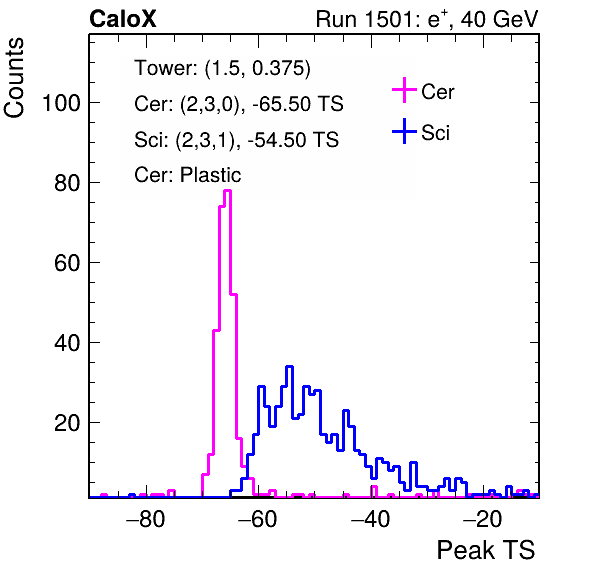 CaloX Run 1501: e⁺, 40 GeV
Counts
Tower: (1.5, 0.375)
Cer: (2,3,0), -65.50 TS
Sci: (2,3,1), -54.50 TS
Cer: Plastic
Cer
Sci
100
80
60
40
20
−80 −60 −40 −20
Peak TS